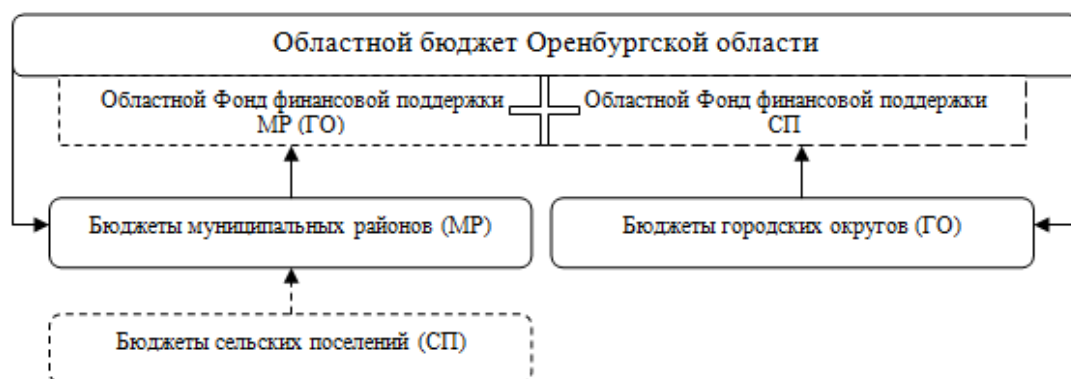 Областной бюджет Оренбургской области
Областной Фонд финансовой поддержки
МР (ГО)
Областной Фонд финансовой поддержки
СП
Бюджеты муниципальных районов (МР)
Бюджеты городских округов (ГО)
Бюджеты сельских поселений (СП)